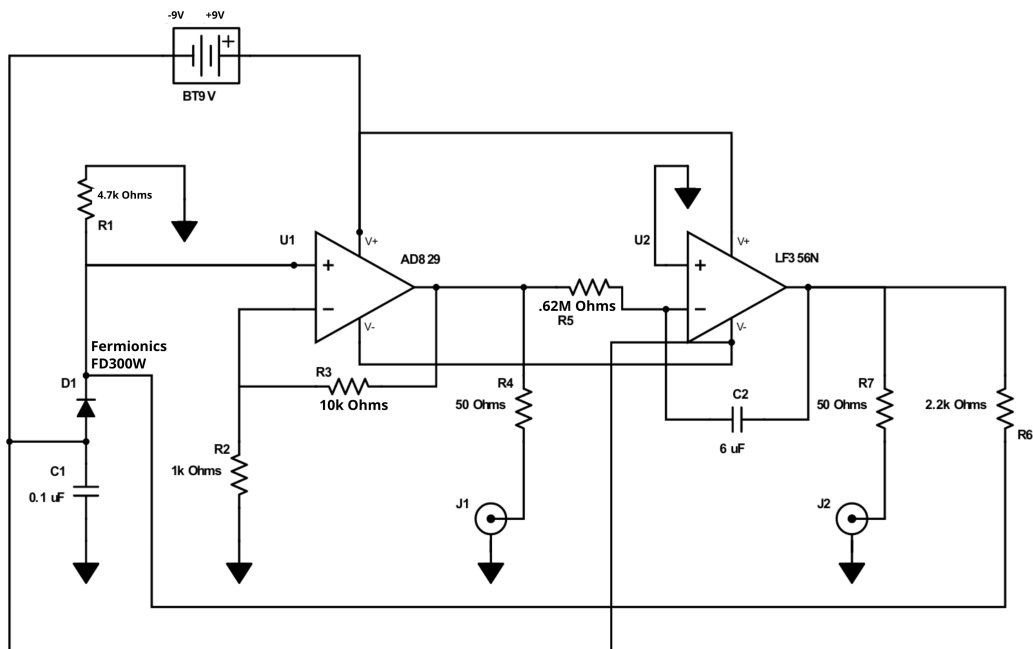 -9V +9V
+
BT9V
4.7k Ohms
R1
U1
+
−
V+
V-
AD829
U2
+
−
V+
V-
LF356N
.62M Ohms
R5
Fermionics
FD300W
D1
R3
10k Ohms
R4
50 Ohms
C2
6 uF
R7
50 Ohms
2.2k Ohms
R6
R2
1k Ohms
C1
0.1 uF
J1
J2